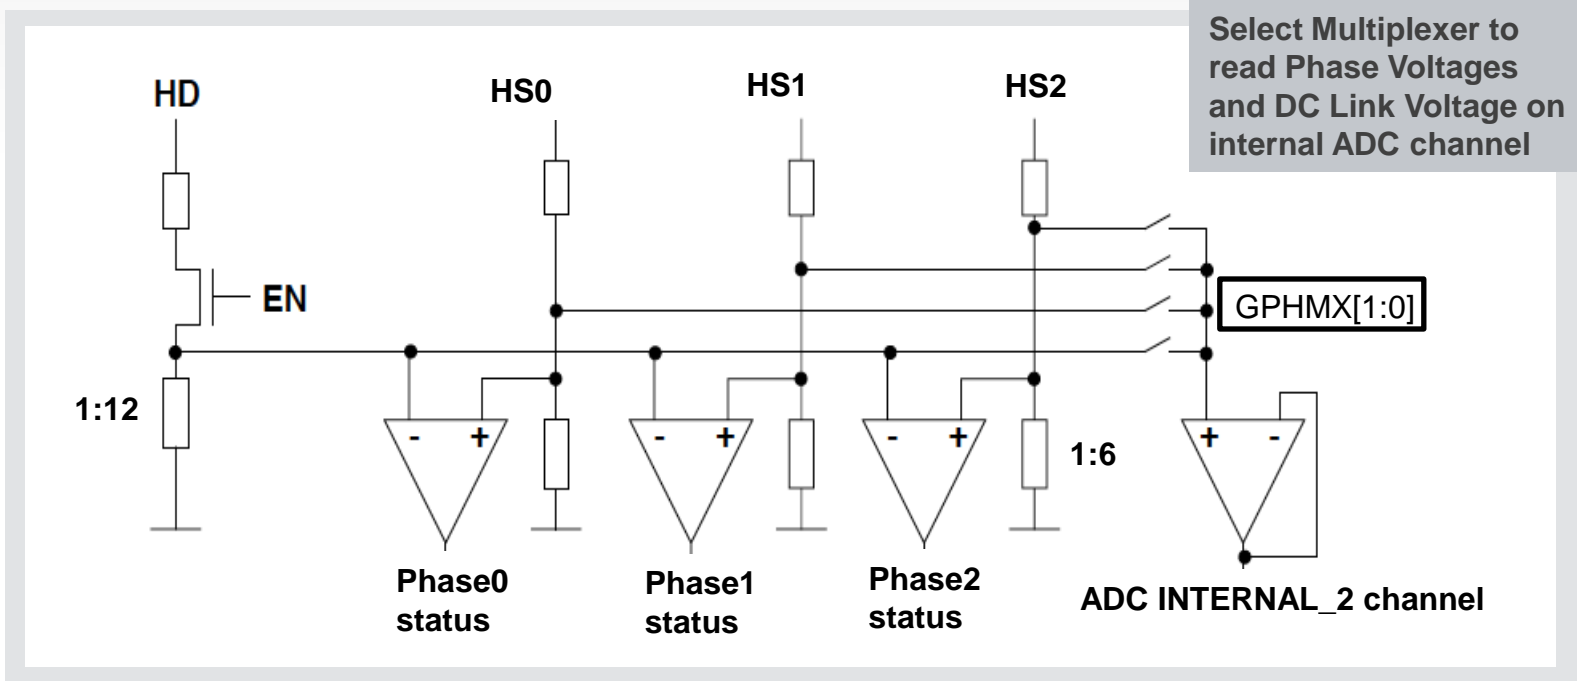 Select Multiplexer to
read Phase Voltages
and DC Link Voltage on
internal ADC channel
HD
HS0
HS1
HS2
EN
GPHMX[1:0]
1:12
- +
- +
- +
+ -
1:6
Phase0
status
Phase1
status
Phase2
status
ADC INTERNAL_2 channel